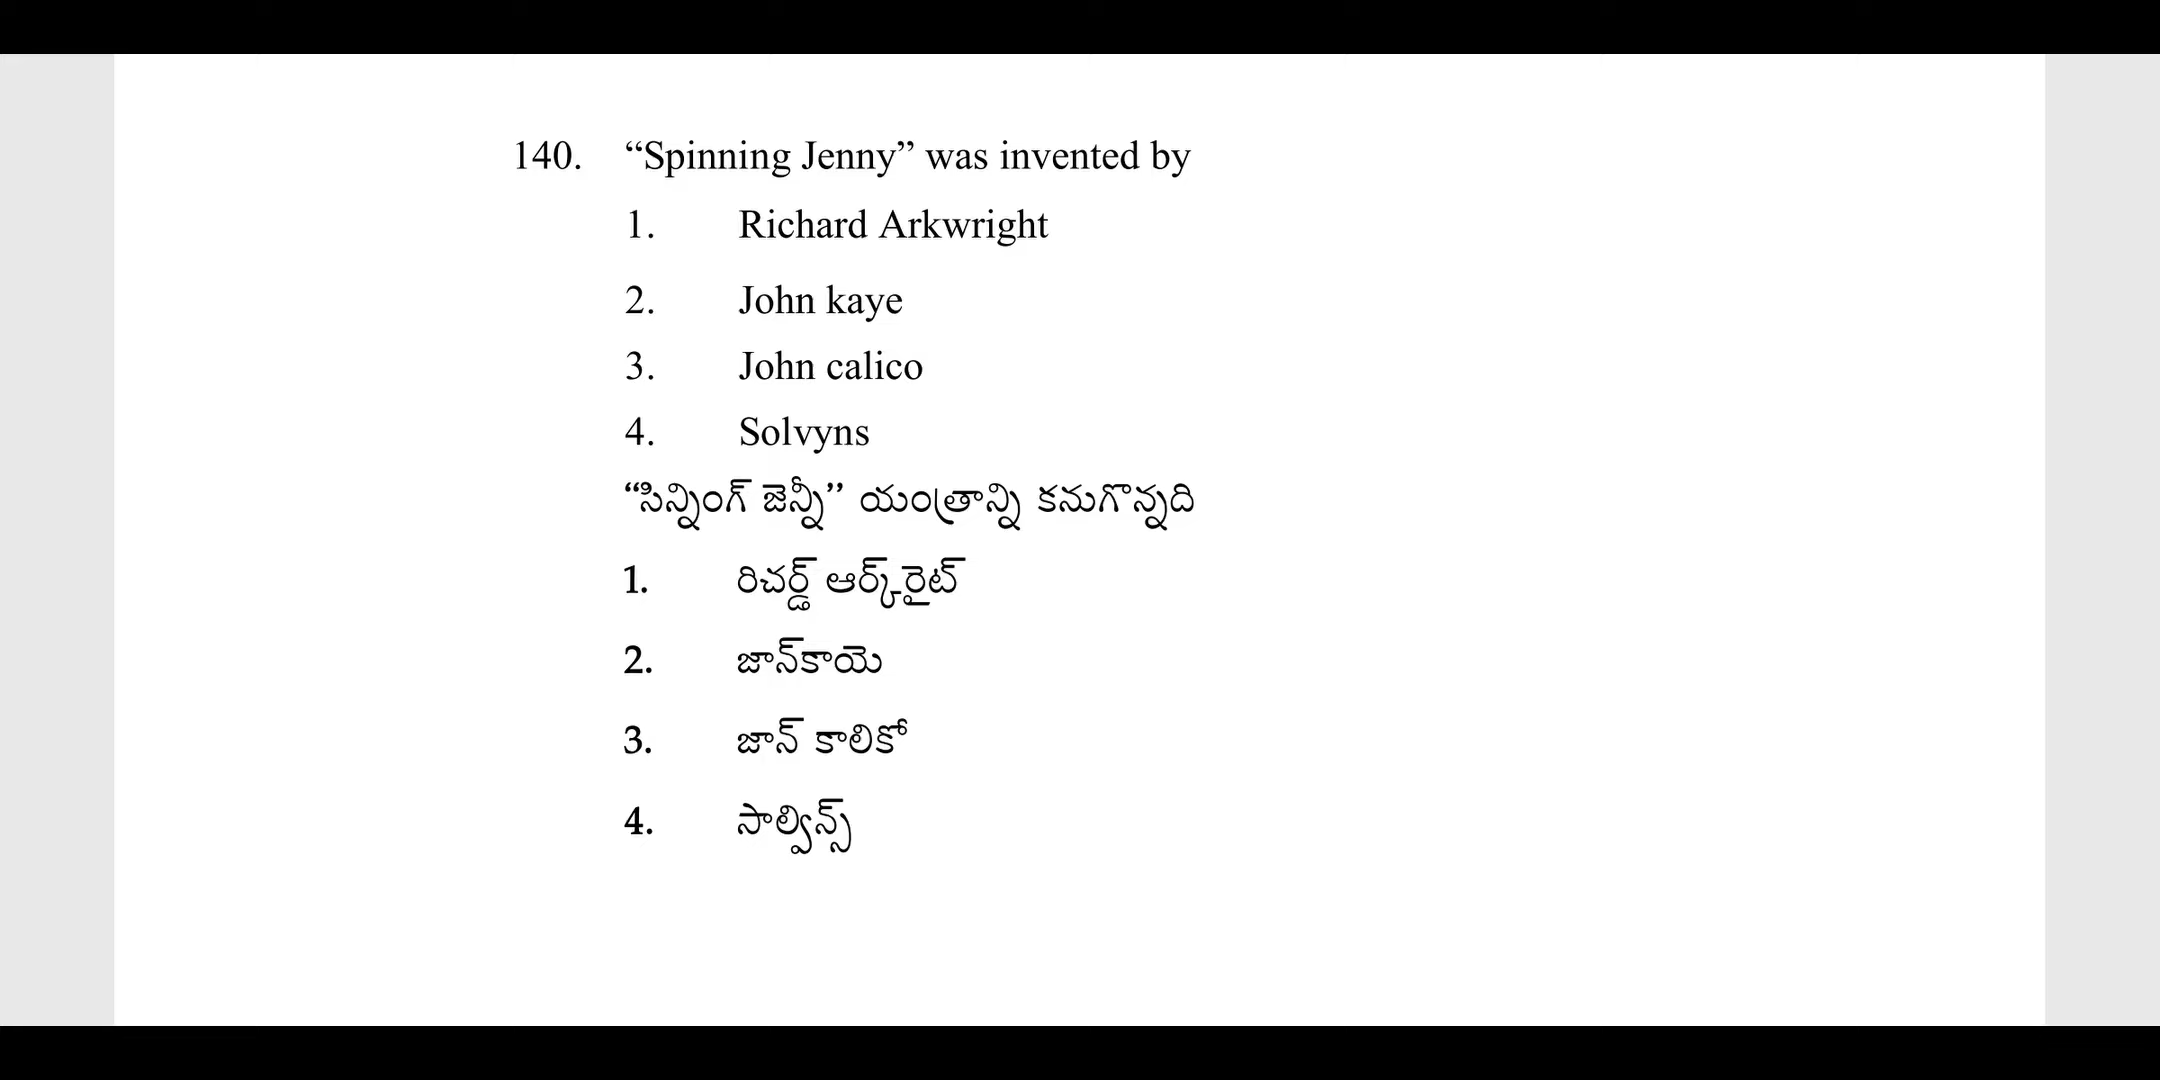 140. “Spinning Jenny” was invented by
1. Richard Arkwright
2. John kaye
3. John calico
4. Solvyns
“సిన్నింగ్ జెన్నీ” యంత్రాన్ని కనుగొన్నది
1. రిచర్డ్ ఆర్క్‌రైట్
2. జాన్‌కాయె
3. జాన్ కాలికో
4. సాల్విన్స్